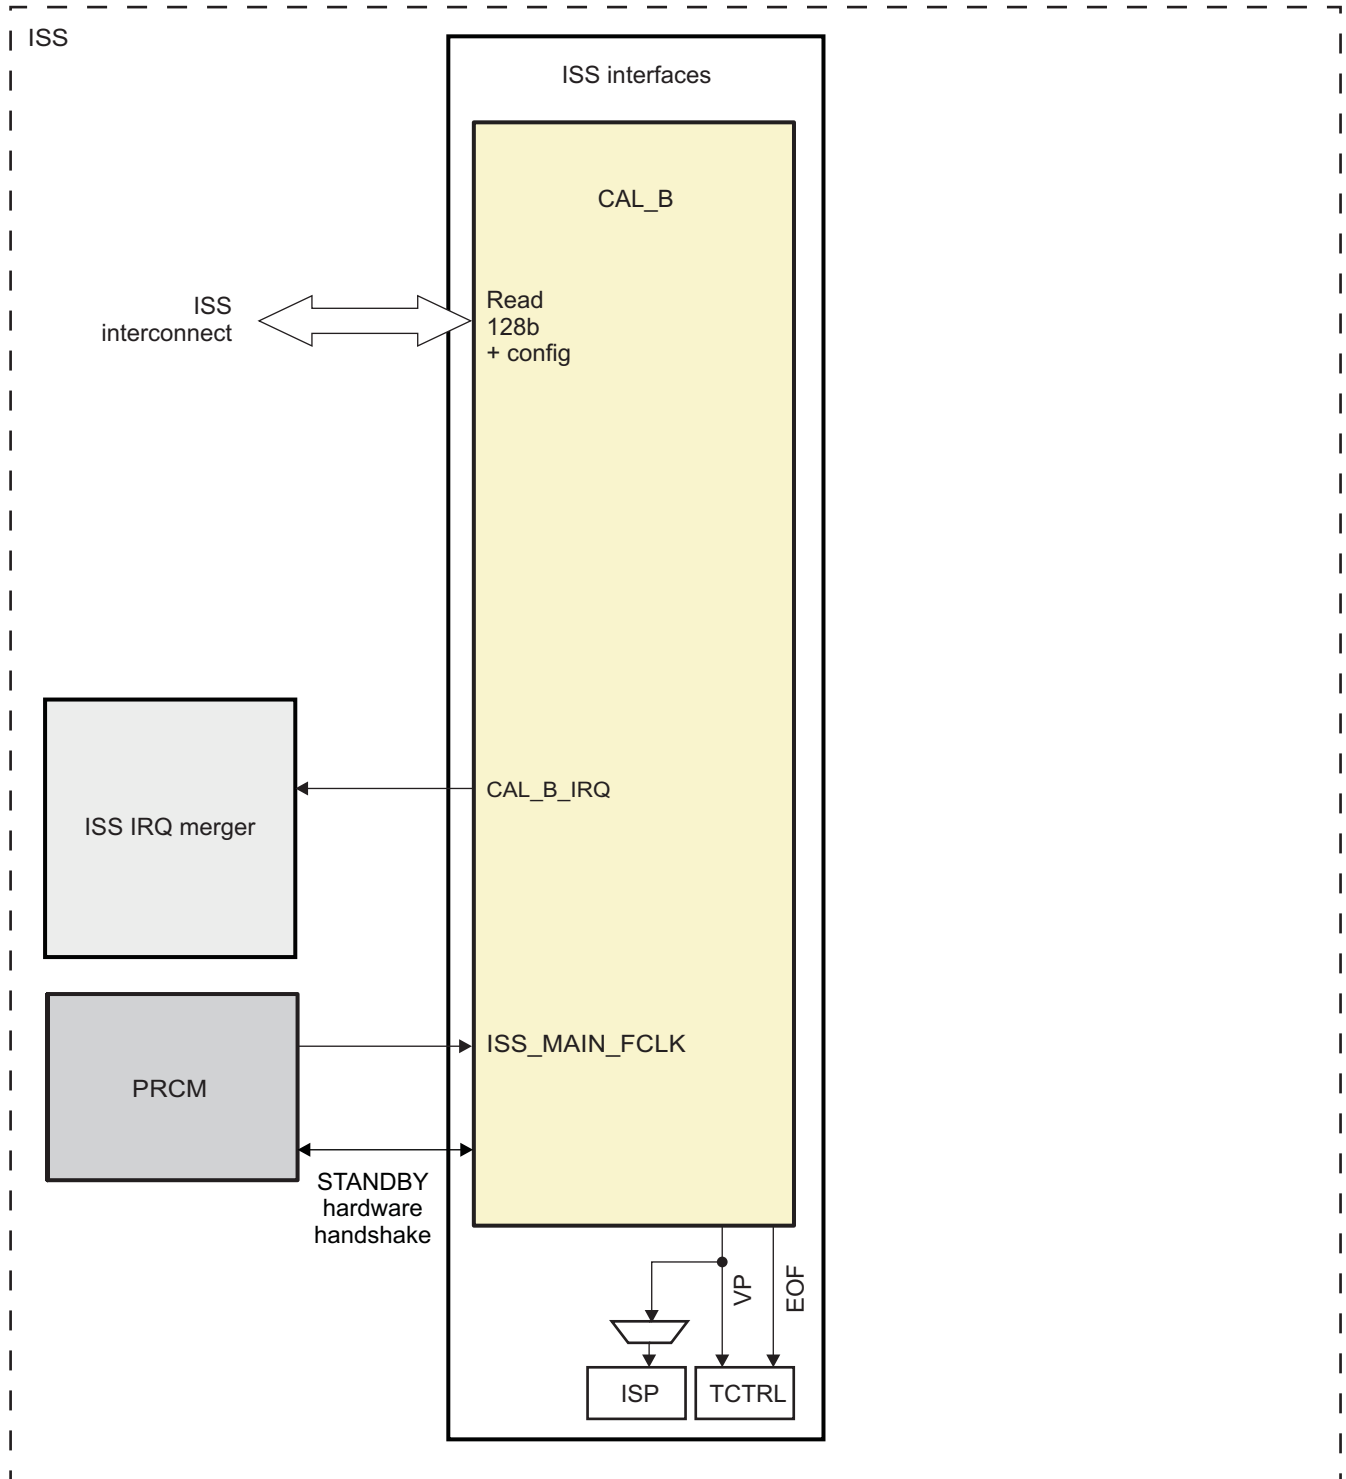 ISS
ISS interfaces
CAL_B
ISS
interconnect
Read
128b
+ config
CAL_B_IRQ
ISS IRQ merger
ISS_MAIN_FCLK
PRCM
STANDBY
hardware
handshake
VP
EOF
ISP
TCTRL